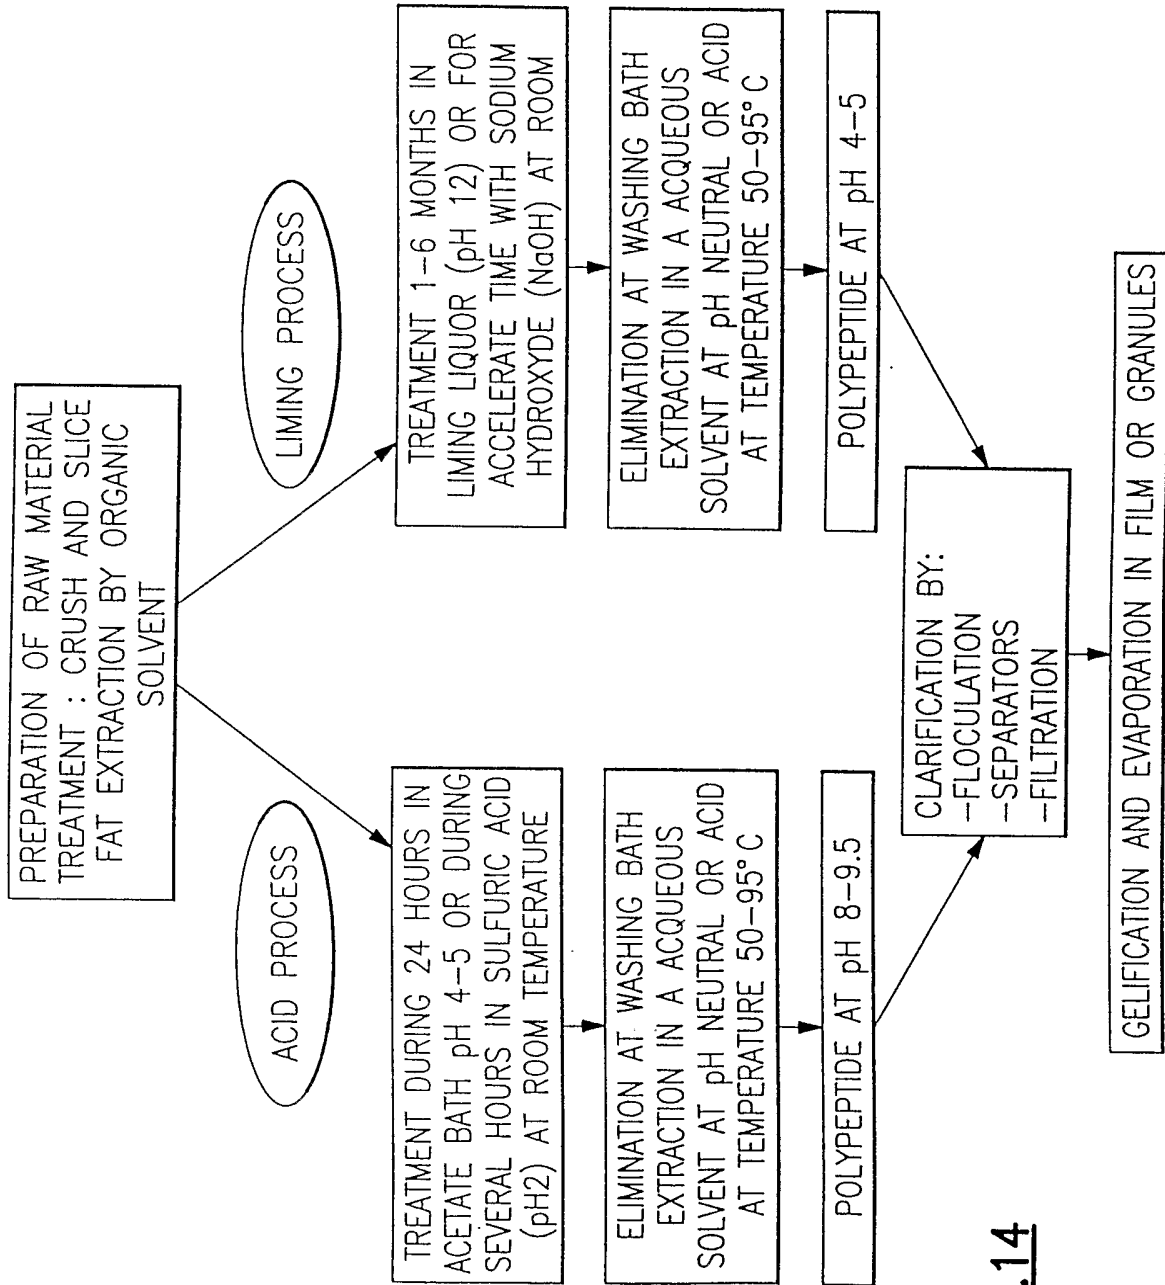 PREPARATION OF RAW MATERIAL
TREATMENT : CRUSH AND SLICE
FAT EXTRACTION BY ORGANIC
SOLVENT
ACID PROCESS
LIMING PROCESS
TREATMENT DURING 24 HOURS IN
ACETATE BATH pH 4-5 OR DURING
SEVERAL HOURS IN SULFURIC ACID
(pH2) AT ROOM TEMPERATURE
TREATMENT 1-6 MONTHS IN
LIMING LIQUOR (pH 12) OR FOR
ACCELERATE TIME WITH SODIUM
HYDROXYDE (NaOH) AT ROOM
ELIMINATION AT WASHING BATH
EXTRACTION IN A ACQUEOUS
SOLVENT AT pH NEUTRAL OR ACID
AT TEMPERATURE 50-95°C
ELIMINATION AT WASHING BATH
EXTRACTION IN A ACQUEOUS
SOLVENT AT pH NEUTRAL OR ACID
AT TEMPERATURE 50-95°C
POLYPEPTIDE AT pH 8-9.5
POLYPEPTIDE AT pH 4-5
CLARIFICATION BY:
-FLOCULATION
-SEPARATORS
-FILTRATION
GELIFICATION AND EVAPORATION IN FILM OR GRANULES
.14